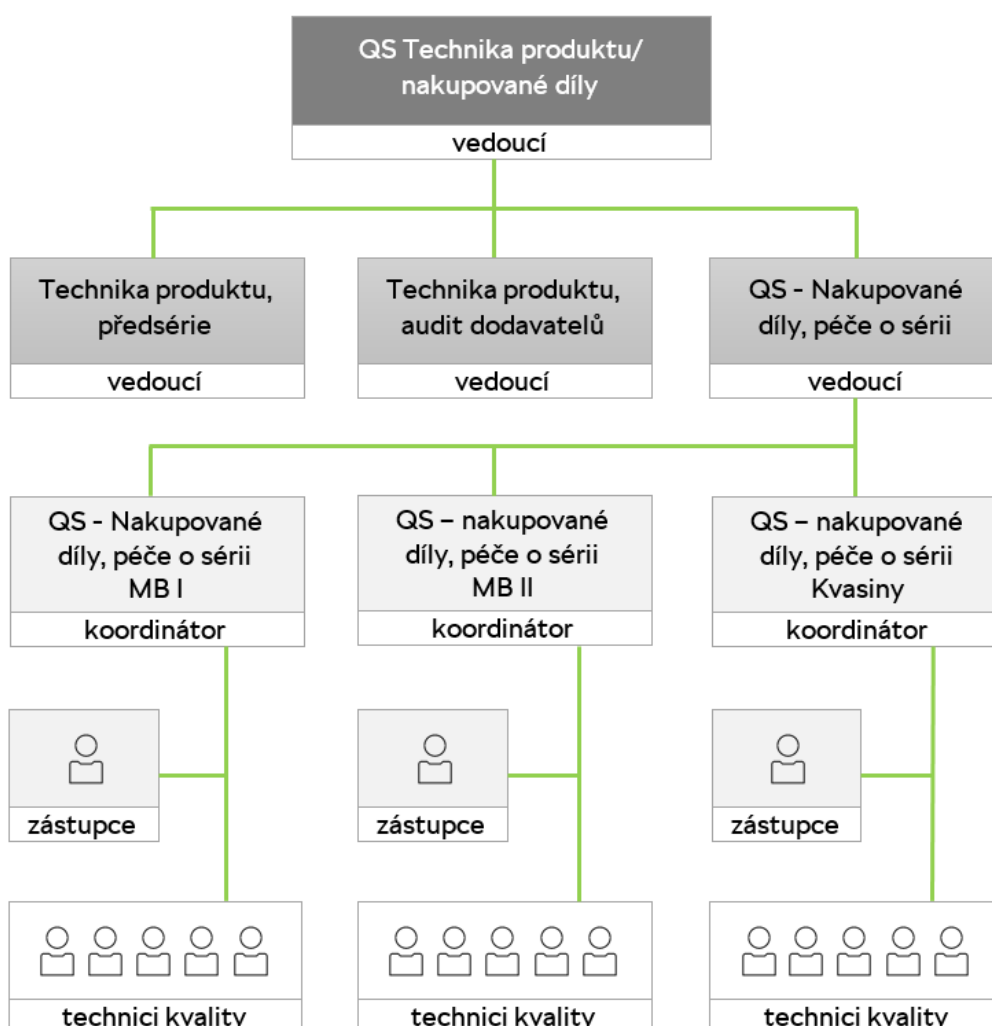 QS Technika produktu/
nakupované díly
vedoucí
Technika produktu,
předsérie
vedoucí
Technika produktu,
audit dodavatelů
vedoucí
QS - Nakupované
díly, péče o sérii
vedoucí
QS - Nakupované
díly, péče o sérii
MB I
koordinátor
QS – nakupované
díly, péče o sérii
MB II
koordinátor
QS – nakupované
díly, péče o sérii
Kvasiny
koordinátor
zástupce
zástupce
zástupce
technici kvality
technici kvality
technici kvality